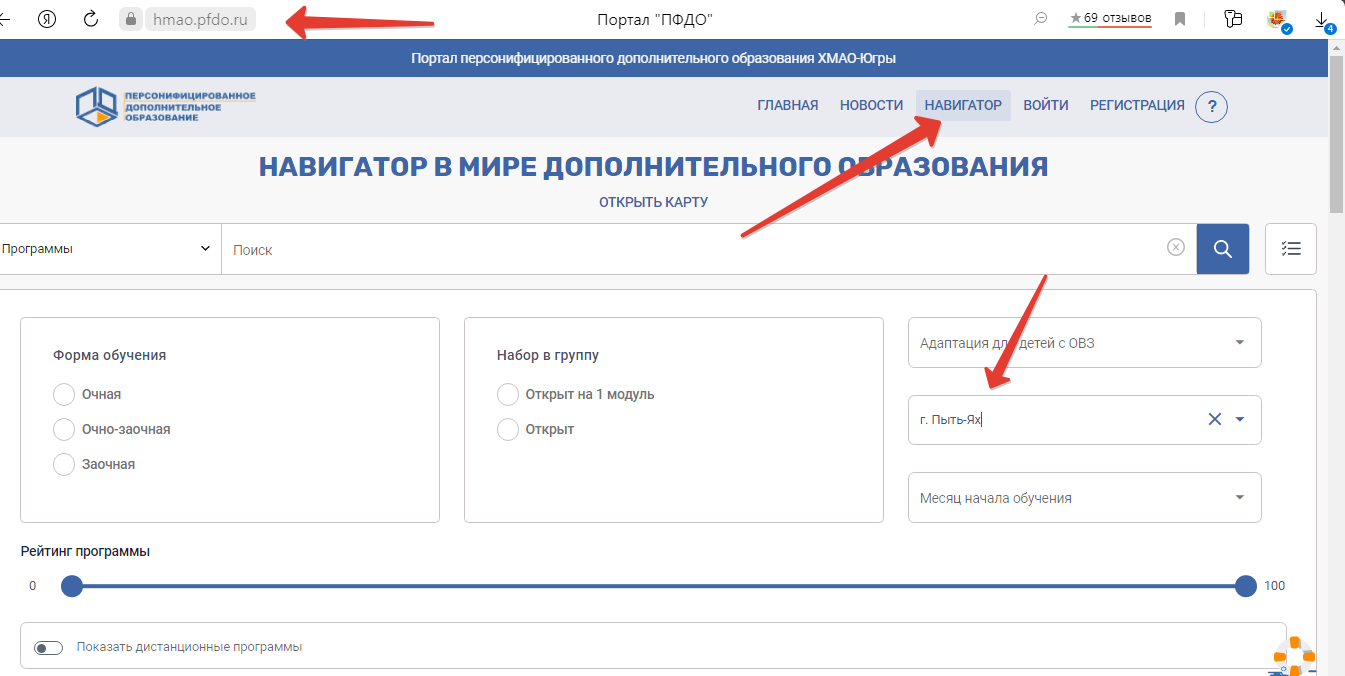 Я
hmao.pfdo.ru
Портал "ПФДО"
69 отзывов
4
Портал персонифицированного дополнительного образования ХМАО-Югры
ПЕРСОНИФИЦИРОВАННОЕ
ДОПОЛНИТЕЛЬНОЕ
ОБРАЗОВАНИЕ
ГЛАВНАЯ
НОВОСТИ
НАВИГАТОР
ВОЙТИ
РЕГИСТРАЦИЯ
?
НАВИГАТОР В МИРЕ ДОПОЛНИТЕЛЬНОГО ОБРАЗОВАНИЯ
ОТКРЫТЬ КАРТУ
Программы
Поиск
Форма обучения
Очная
Очно-заочная
Заочная
Набор в группу
Открыт на 1 модуль
Открыт
Адаптация для детей с ОВЗ
г. Пыть-Ях
Месяц начала обучения
Рейтинг программы
0
100
Показать дистанционные программы